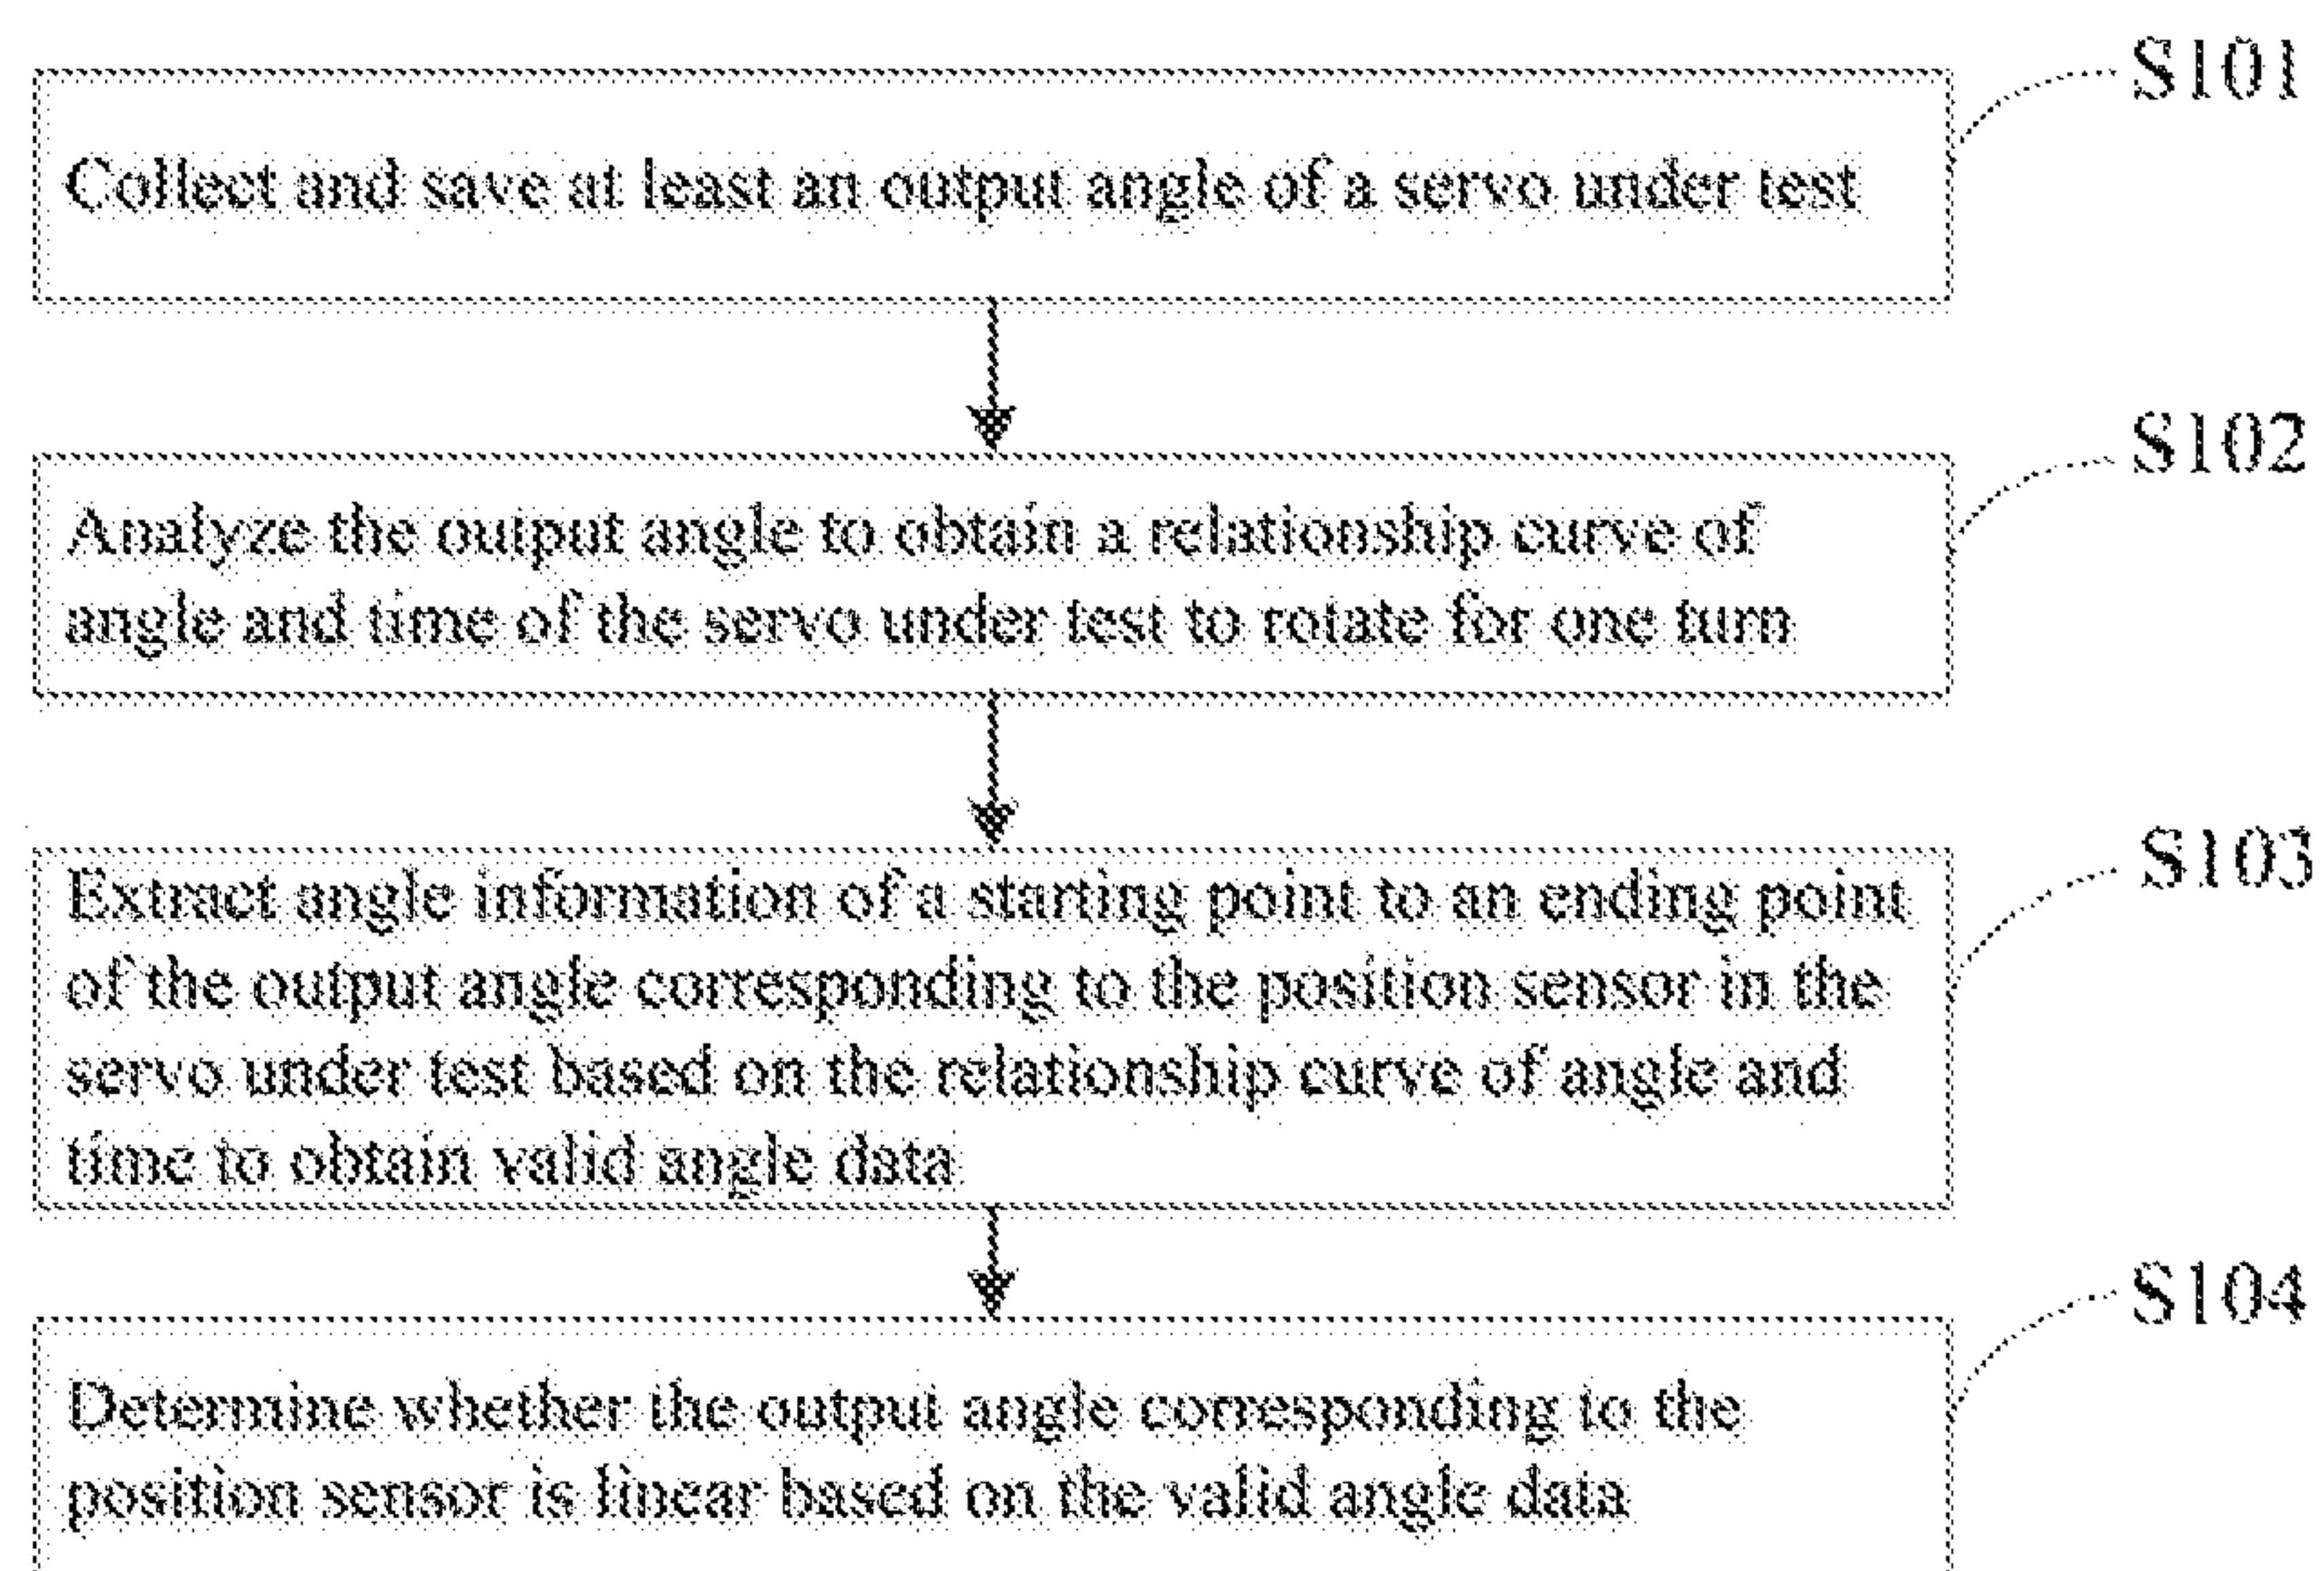 S101
Collect and save at least an output angle of a servo under test
S102
Analyze the output angle to obtain a relationship curve of
angle and time of the servo under test to rotate for one turn
S103
Extract angle information of a starting point to an ending point
of the output angle corresponding to the position sensor in the
servo under test based on the relationship curve of angle and
time to obtain valid angle data
S104
Determine whether the output angle corresponding to the
position sensor is linear based on the valid angle data